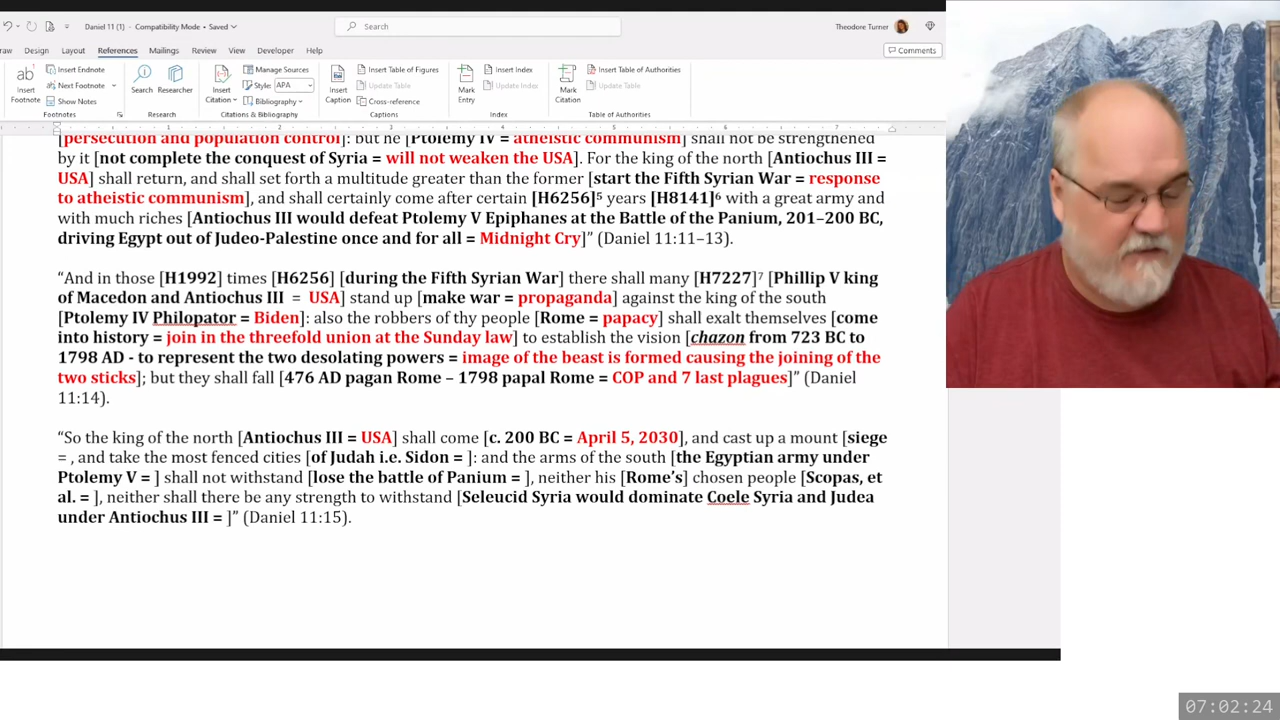 Daniel 11 (1) - Compatibility Mode • Saved
Search
Theodore Turner
raw Design Layout References Mailings Review View Developer Help
Comments
ab
Insert Footnote
Insert Endnote
Next Footnote
Show Notes
Footnotes
Search
Researcher
Research
Insert Citation
Manage Sources
Style: APA
Bibliography
Citations & Bibliography
Insert Caption
Insert Table of Figures
Update Table
Cross-reference
Captions
Mark Entry
Insert Index
Update Index
Index
Mark Citation
Insert Table of Authorities
Update Table
Table of Authorities
[persecution and population control]: but he [Ptolemy IV = atheistic communism] shall not be strengthened
by it [not complete the conquest of Syria = will not weaken the USA]. For the king of the north [Antiochus III =
USA] shall return, and shall set forth a multitude greater than the former [start the Fifth Syrian War = response
to atheistic communism], and shall certainly come after certain [H6256]5 years [H8141]6 with a great army and
with much riches [Antiochus III would defeat Ptolemy V Epiphanes at the Battle of the Panium, 201–200 BC,
driving Egypt out of Judeo-Palestine once and for all = Midnight Cry]” (Daniel 11:11–13).
“And in those [H1992] times [H6256] [during the Fifth Syrian War] there shall many [H7227]7 [Phillip V king
of Macedon and Antiochus III = USA] stand up [make war = propaganda] against the king of the south
[Ptolemy IV Philopator = Biden]: also the robbers of thy people [Rome = papacy] shall exalt themselves [come
into history = join in the threefold union at the Sunday law] to establish the vision [chazon from 723 BC to
1798 AD - to represent the two desolating powers = image of the beast is formed causing the joining of the
two sticks]; but they shall fall [476 AD pagan Rome – 1798 papal Rome = COP and 7 last plagues]” (Daniel
11:14).
“So the king of the north [Antiochus III = USA] shall come [c. 200 BC = April 5, 2030], and cast up a mount [siege
= , and take the most fenced cities [of Judah i.e. Sidon = ]: and the arms of the south [the Egyptian army under
Ptolemy V = ] shall not withstand [lose the battle of Panium = ], neither his [Rome’s] chosen people [Scopas, et
al. = ], neither shall there be any strength to withstand [Seleucid Syria would dominate Coele Syria and Judea
under Antiochus III = ]” (Daniel 11:15).
07:02:24